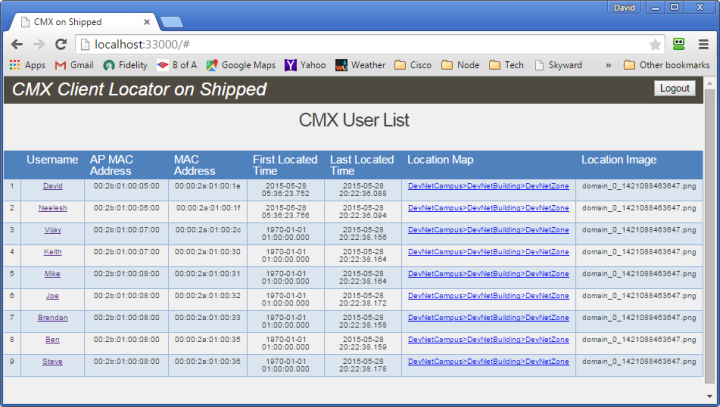 David
CMX on Shipped
localhost:33000/#
Apps Gmail Fidelity B of A Google Maps Yahoo Weather Cisco Node Tech Skyward » Other bookmarks
CMX Client Locator on Shipped Logout
CMX User List
Username AP MAC Address MAC Address First Located Time Last Located Time Location Map Location Image
1 David 00:2b:01:00:05:00 00:00:2a:01:00:1e 2015-05-28 05:36:23.752 2015-05-28 20:22:36.088 DevNetCampus>DevNetBuilding>DevNetZone domain_0_1421088463647.png
2 Neelesh 00:2b:01:00:05:00 00:00:2a:01:00:1f 2015-05-28 05:36:23.756 2015-05-28 20:22:36.094 DevNetCampus>DevNetBuilding>DevNetZone domain_0_1421088463647.png
3 Vijay 00:2b:01:00:07:00 00:00:2a:01:00:2c 1970-01-01 01:00:00.000 2015-05-28 20:22:38.156 DevNetCampus>DevNetBuilding>DevNetZone domain_0_1421088463647.png
4 Keith 00:2b:01:00:07:00 00:00:2a:01:00:30 1970-01-01 01:00:00.000 2015-05-28 20:22:38.164 DevNetCampus>DevNetBuilding>DevNetZone domain_0_1421088463647.png
5 Mike 00:2b:01:00:08:00 00:00:2a:01:00:31 1970-01-01 01:00:00.000 2015-05-28 20:22:38.164 DevNetCampus>DevNetBuilding>DevNetZone domain_0_1421088463647.png
6 Joe 00:2b:01:00:08:00 00:00:2a:01:00:32 1970-01-01 01:00:00.000 2015-05-28 20:22:38.172 DevNetCampus>DevNetBuilding>DevNetZone domain_0_1421088463647.png
7 Brendan 00:2b:01:00:08:00 00:00:2a:01:00:33 1970-01-01 01:00:00.000 2015-05-28 20:22:38.158 DevNetCampus>DevNetBuilding>DevNetZone domain_0_1421088463647.png
8 Ben 00:2b:01:00:08:00 00:00:2a:01:00:35 1970-01-01 01:00:00.000 2015-05-28 20:22:38.159 DevNetCampus>DevNetBuilding>DevNetZone domain_0_1421088463647.png
9 Steve 00:2b:01:00:08:00 00:00:2a:01:00:36 1970-01-01 01:00:00.000 2015-05-28 20:22:38.178 DevNetCampus>DevNetBuilding>DevNetZone domain_0_1421088463647.png